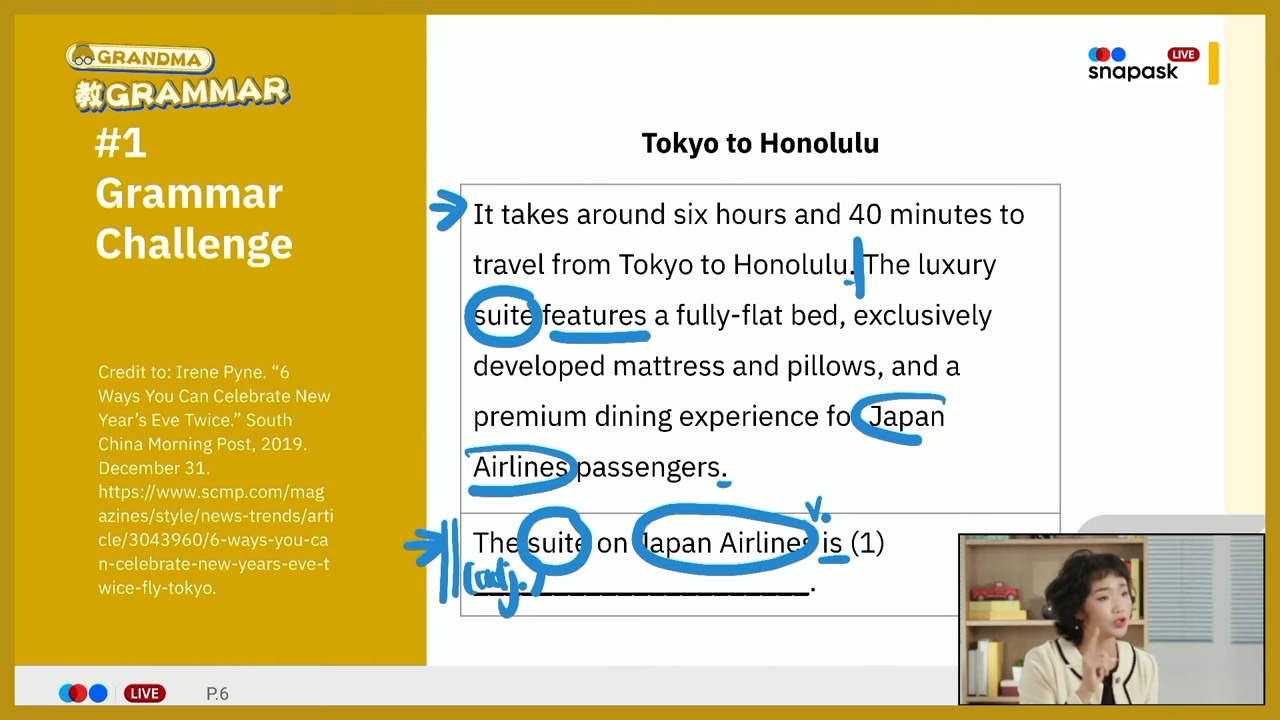 GRANDMA
教GRAMMAR
#1
Grammar
Challenge
Credit to: Irene Pyne. “6
Ways You Can Celebrate New
Year’s Eve Twice.” South
China Morning Post, 2019.
December 31.
https://www.scmp.com/mag
azines/style/news-trends/arti
cle/3043960/6-ways-you-ca
n-celebrate-new-years-eve-t
wice-fly-tokyo.
LIVE
P.6
LIVE
snapask
Tokyo to Honolulu
It takes around six hours and 40 minutes to
travel from Tokyo to Honolulu. The luxury
suite features a fully-flat bed, exclusively
developed mattress and pillows, and a
premium dining experience for Japan
Airlines passengers.
v.
The suite on Japan Airlines is (1)
(adj.)
____________________.